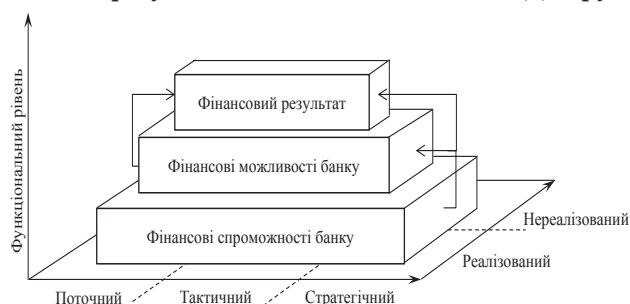 Функціональний рівень
Фінансовий результат
Фінансові можливості банку
Фінансові спроможності банку
Нереалізований
Реалізований
Поточний Тактичний Стратегічний